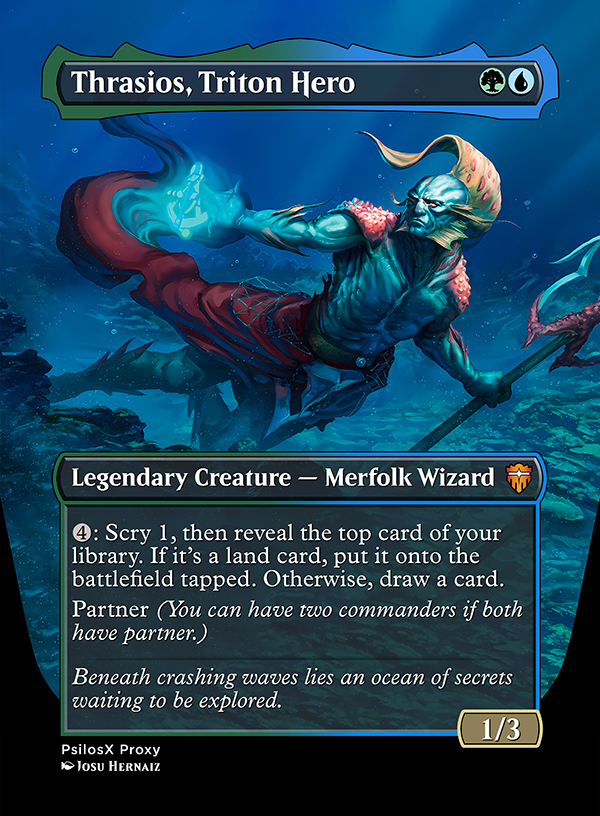 Thrasios, Triton Hero
Legendary Creature — Merfolk Wizard
4: Scry 1, then reveal the top card of your
library. If it's a land card, put it onto the
battlefield tapped. Otherwise, draw a card.
Partner (You can have two commanders if both
have partner.)
Beneath crashing waves lies an ocean of secrets
waiting to be explored.
1/3
PsilosX Proxy
Josu Hernaiz